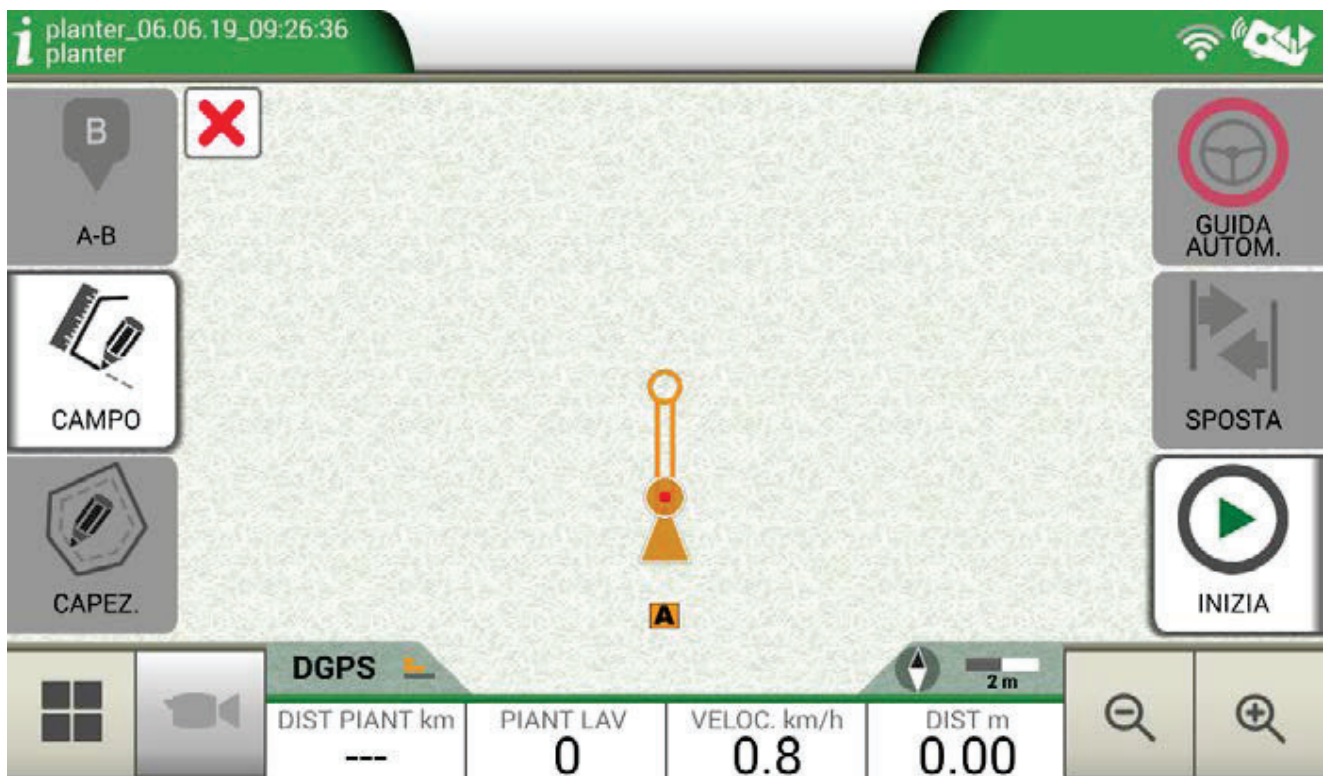 planter_06.06.19_09:26:36
planter
B
A-B
CAMPO
CAPEZ.
GUIDA
AUTOM.
SPOSTA
INIZIA
A
DGPS
2 m
DIST PIANT km
---
PIANT LAV
0
VELOC. km/h
0.8
DIST m
0.00